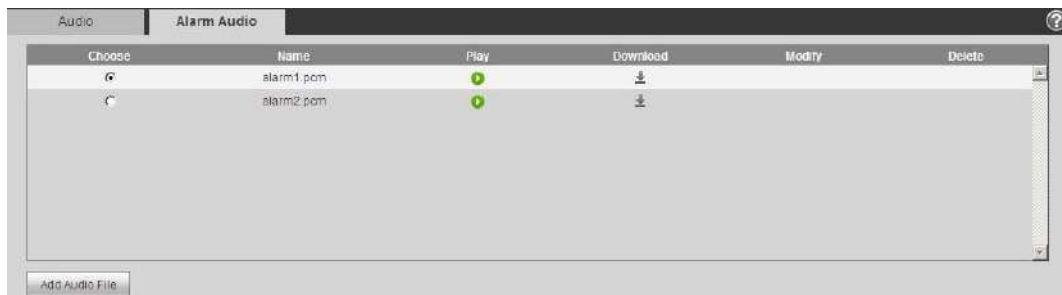 Audio Alarm Audio ?
Choose Name Play Download Modify Delete
alarm1.pcm
alarm2.pcm
Add Audio File